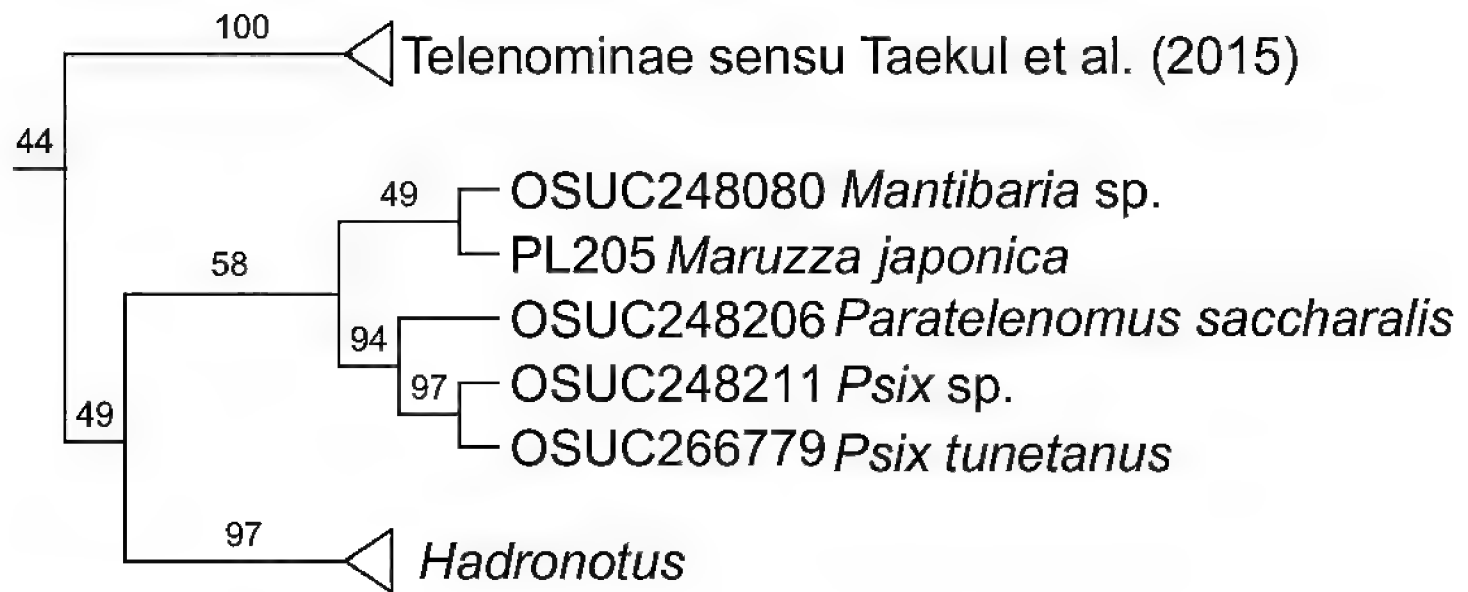 100
Telenominae sensu Taekul et al. (2015)
44
49
OSUC248080 Mantibaria sp.
PL205 Maruzza japonica
58
OSUC248206 Paratelenomus saccharalis
94
97
OSUC248211 Psix sp.
49
OSUC266779 Psix tunetanus
97
Hadronotus